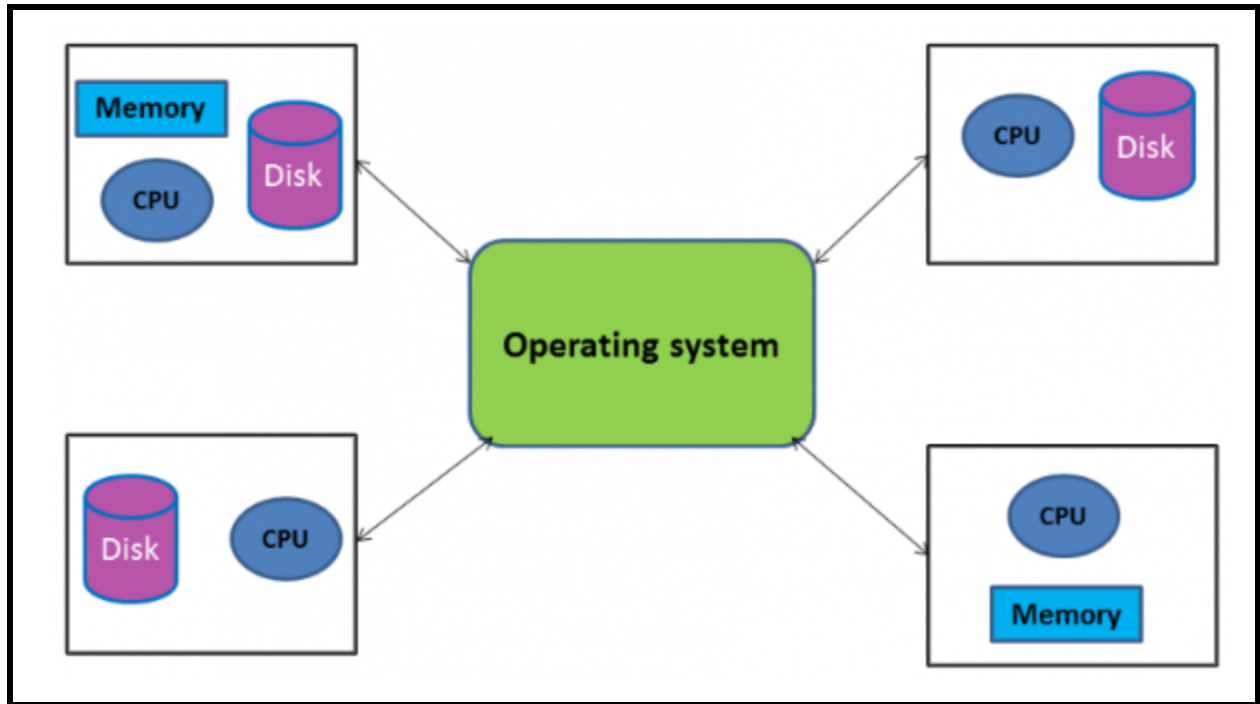 Memory
Disk
CPU
CPU
Disk
Operating system
Disk
CPU
CPU
Memory